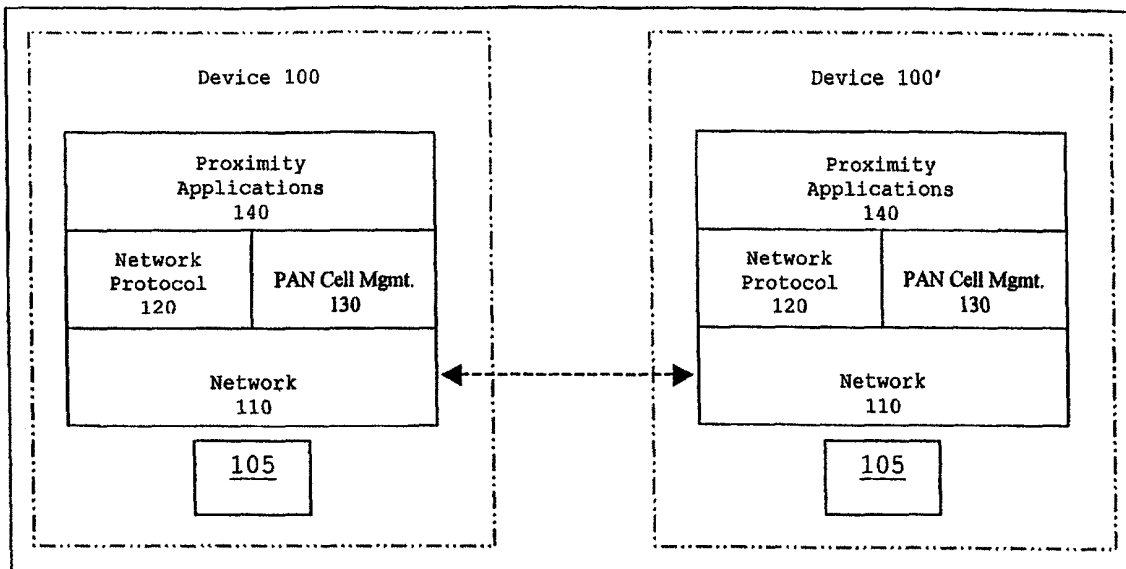 Device 100
Proximity
Applications
140
Network
Protocol
120
PAN Cell Mgmt.
130
Network
110
105
Device 100'
Proximity
Applications
140
Network
Protocol
120
PAN Cell Mgmt.
130
Network
110
105